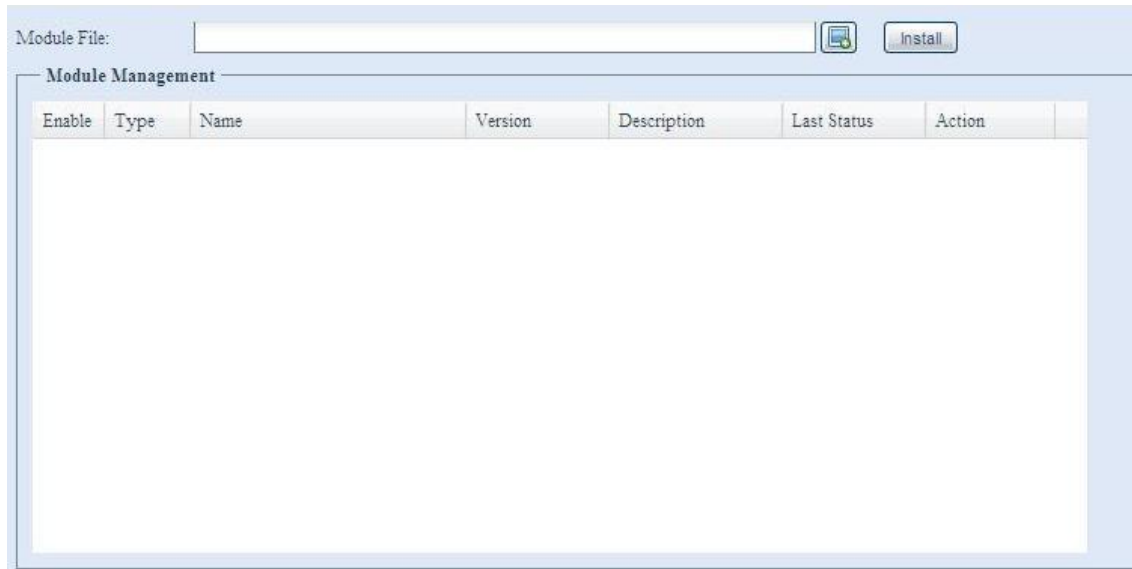 Module File: Install
Module Management
Enable Type Name Version Description Last Status Action